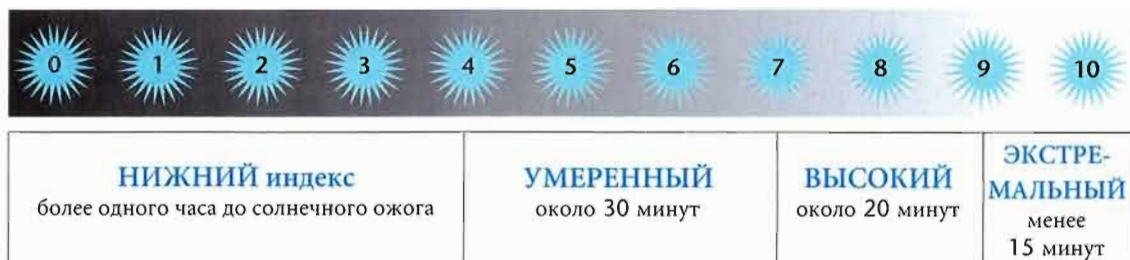 0 1 2 3 4 5 6 7 8 9 10
НИЖНИЙ индекс
более одного часа до солнечного ожога
УМЕРЕННЫЙ
около 30 минут
ВЫСОКИЙ
около 20 минут
ЭКСТРЕ-
МАЛЬНЫЙ
менее
15 минут